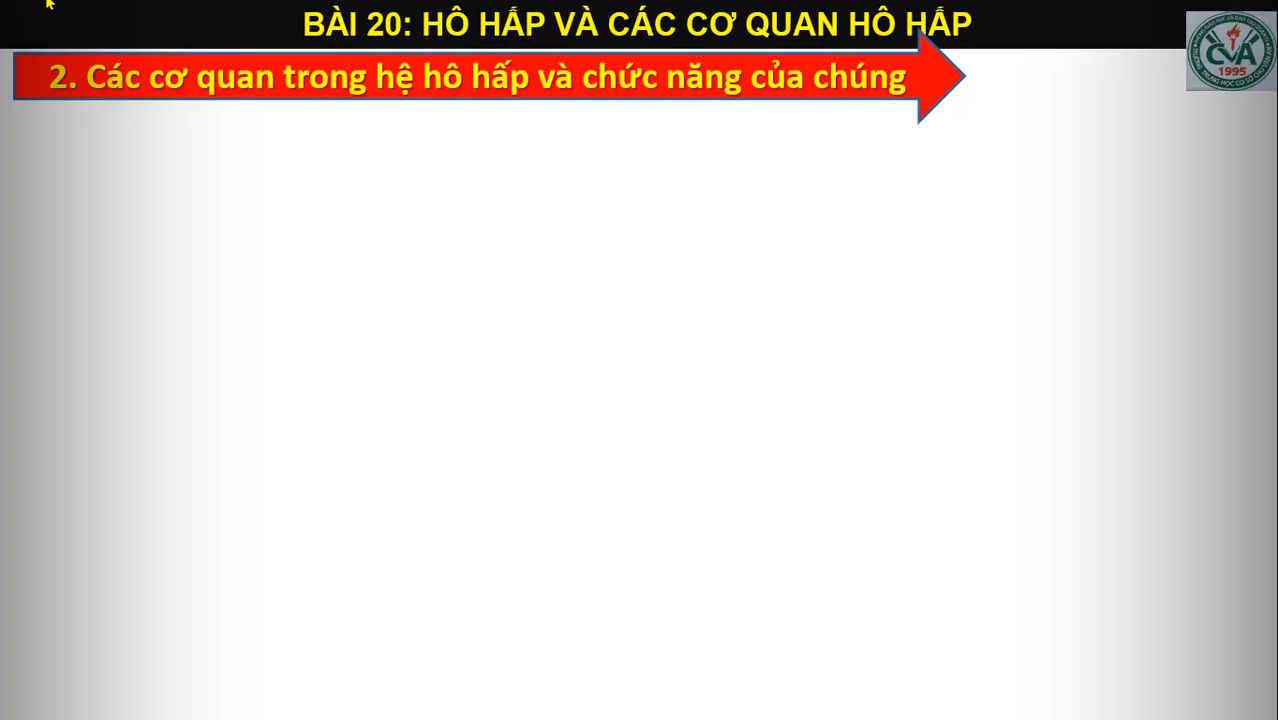 BÀI 20: HÔ HẤP VÀ CÁC CƠ QUAN HÔ HẤP
2. Các cơ quan trong hệ hô hấp và chức năng của chúng
CVA
1995